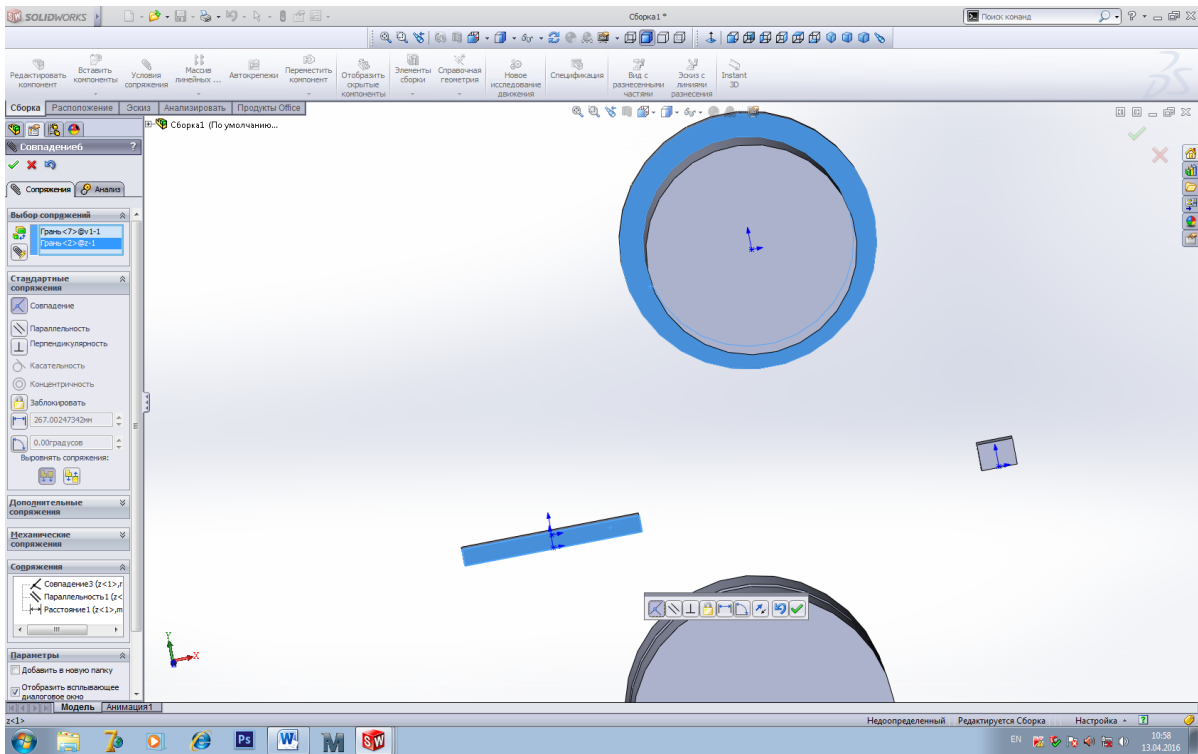 SOLIDWORKS
Сборка1 *
Поиск команд
Редактировать компонент
Вставить компоненты
Условия сопряжения
Массив линейных ...
Автокрепежи
Переместить компонент
Отобразить скрытые компоненты
Элементы сборки
Справочная геометрия
Новое исследование движения
Спецификация
Вид с разнесенными частями
Эскиз с линиями разнесения
Instant 3D
Сборка
Расположение
Эскиз
Анализировать
Продукты Office
Сборка1 (По умолчанию...
Совпадение6
?
Сопряжения
Анализ
Выбор сопряжений
Грань<7>@v1-1
Грань<2>@z-1
Стандартные сопряжения
Совпадение
Параллельность
Перпендикулярность
Касательность
Концентричность
Заблокировать
267.00247342мм
0.00градусов
Выровнять сопряжения:
Дополнительные сопряжения
Механические сопряжения
Сопряжения
Совпадение3 (z<1>,r
Параллельность1 (z<
Расстояние1 (z<1>,m
Параметры
Добавить в новую папку
Отобразить всплывающее диалоговое окно
Y
X
Модель
Анимация1
z<1>
Недоопределенный
Редактируется Сборка
Настройка
?
Ps
W
M
SW
EN
10:58
13.04.2016